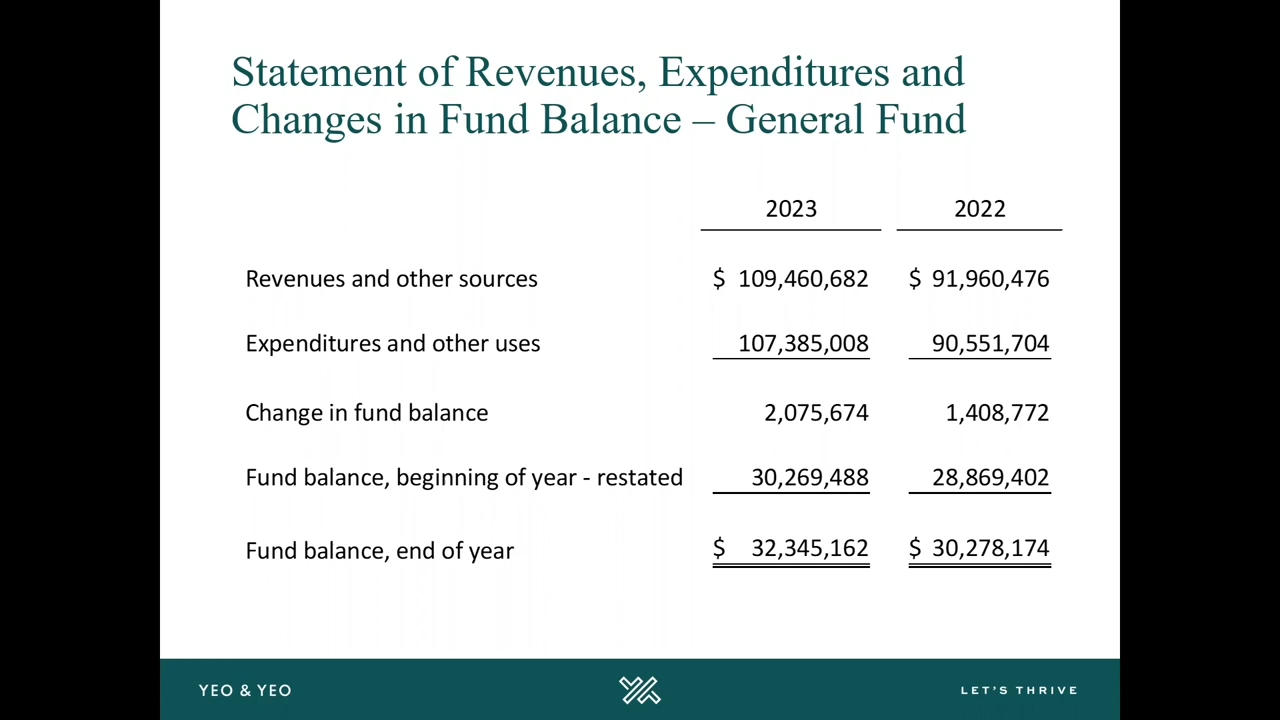 Statement of Revenues, Expenditures and
Changes in Fund Balance – General Fund
2023 2022
Revenues and other sources $ 109,460,682 $ 91,960,476
Expenditures and other uses 107,385,008 90,551,704
Change in fund balance 2,075,674 1,408,772
Fund balance, beginning of year - restated 30,269,488 28,869,402
Fund balance, end of year $ 32,345,162 $ 30,278,174
YEO & YEO LET'S THRIVE